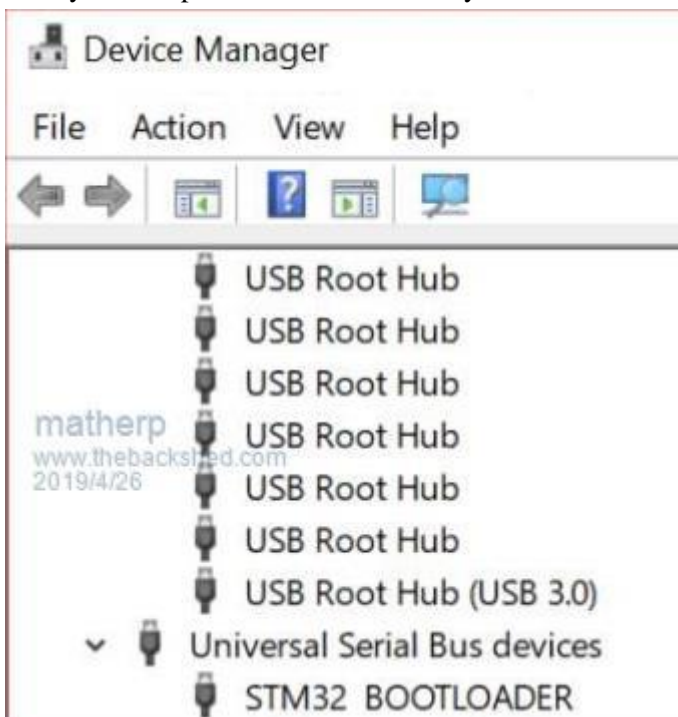 Device Manager
File Action View Help
USB Root Hub
USB Root Hub
USB Root Hub
USB Root Hub
USB Root Hub
USB Root Hub
USB Root Hub (USB 3.0)
Universal Serial Bus devices
STM32 BOOTLOADER
matherp
www.thebackshed.com
2019/4/26